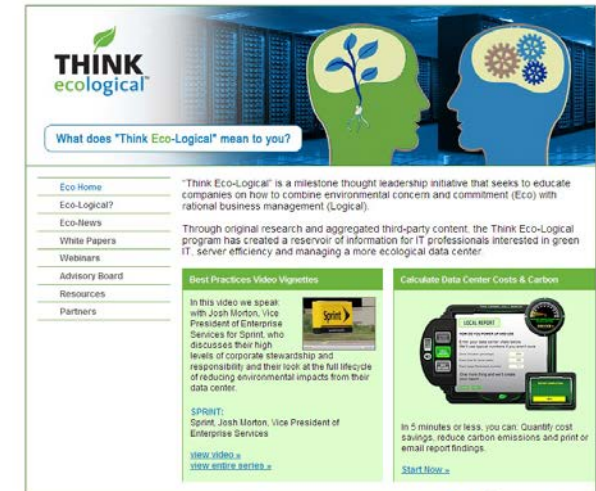 THINK
ecological™
What does "Think Eco-Logical" mean to you?
Eco Home
Eco-Logical?
Eco-News
White Papers
Webinars
Advisory Board
Resources
Partners
"Think Eco-Logical" is a milestone thought leadership initiative that seeks to educate
companies on how to combine environmental concern and commitment (Eco) with
rational business management (Logical).
Through original research and aggregated third-party content, the Think Eco-Logical
program has created a reservoir of information for IT professionals interested in green
IT, server efficiency and managing a more ecological data center.
Best Practices Video Vignettes
In this video we speak
with Josh Morton, Vice
President of Enterprise
Services for Sprint, who
discusses their high
levels of corporate stewardship and
responsibility and their look at the full lifecycle
of reducing environmental impacts from their
data center.
Sprint
SPRINT:
Sprint, Josh Morton, Vice President of
Enterprise Services
view video »
view entire series »
Calculate Data Center Costs & Carbon
LOCAL REPORT
In 5 minutes or less, you can: Quantify cost
savings, reduce carbon emissions and print or
email report findings.
Start Now »